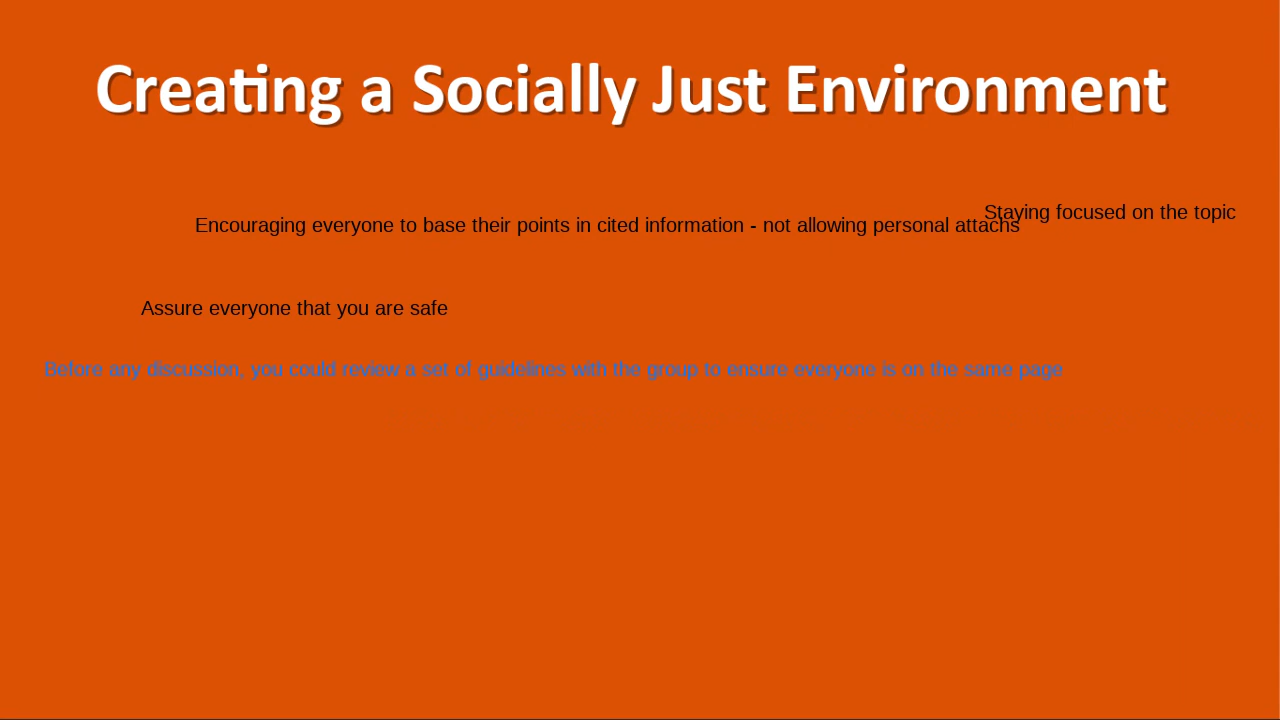 Creating a Socially Just Environment
Staying focused on the topic
Encouraging everyone to base their points in cited information - not allowing personal attachs
Assure everyone that you are safe
Before any discussion, you could review a set of guidelines with the group to ensure everyone is on the same page